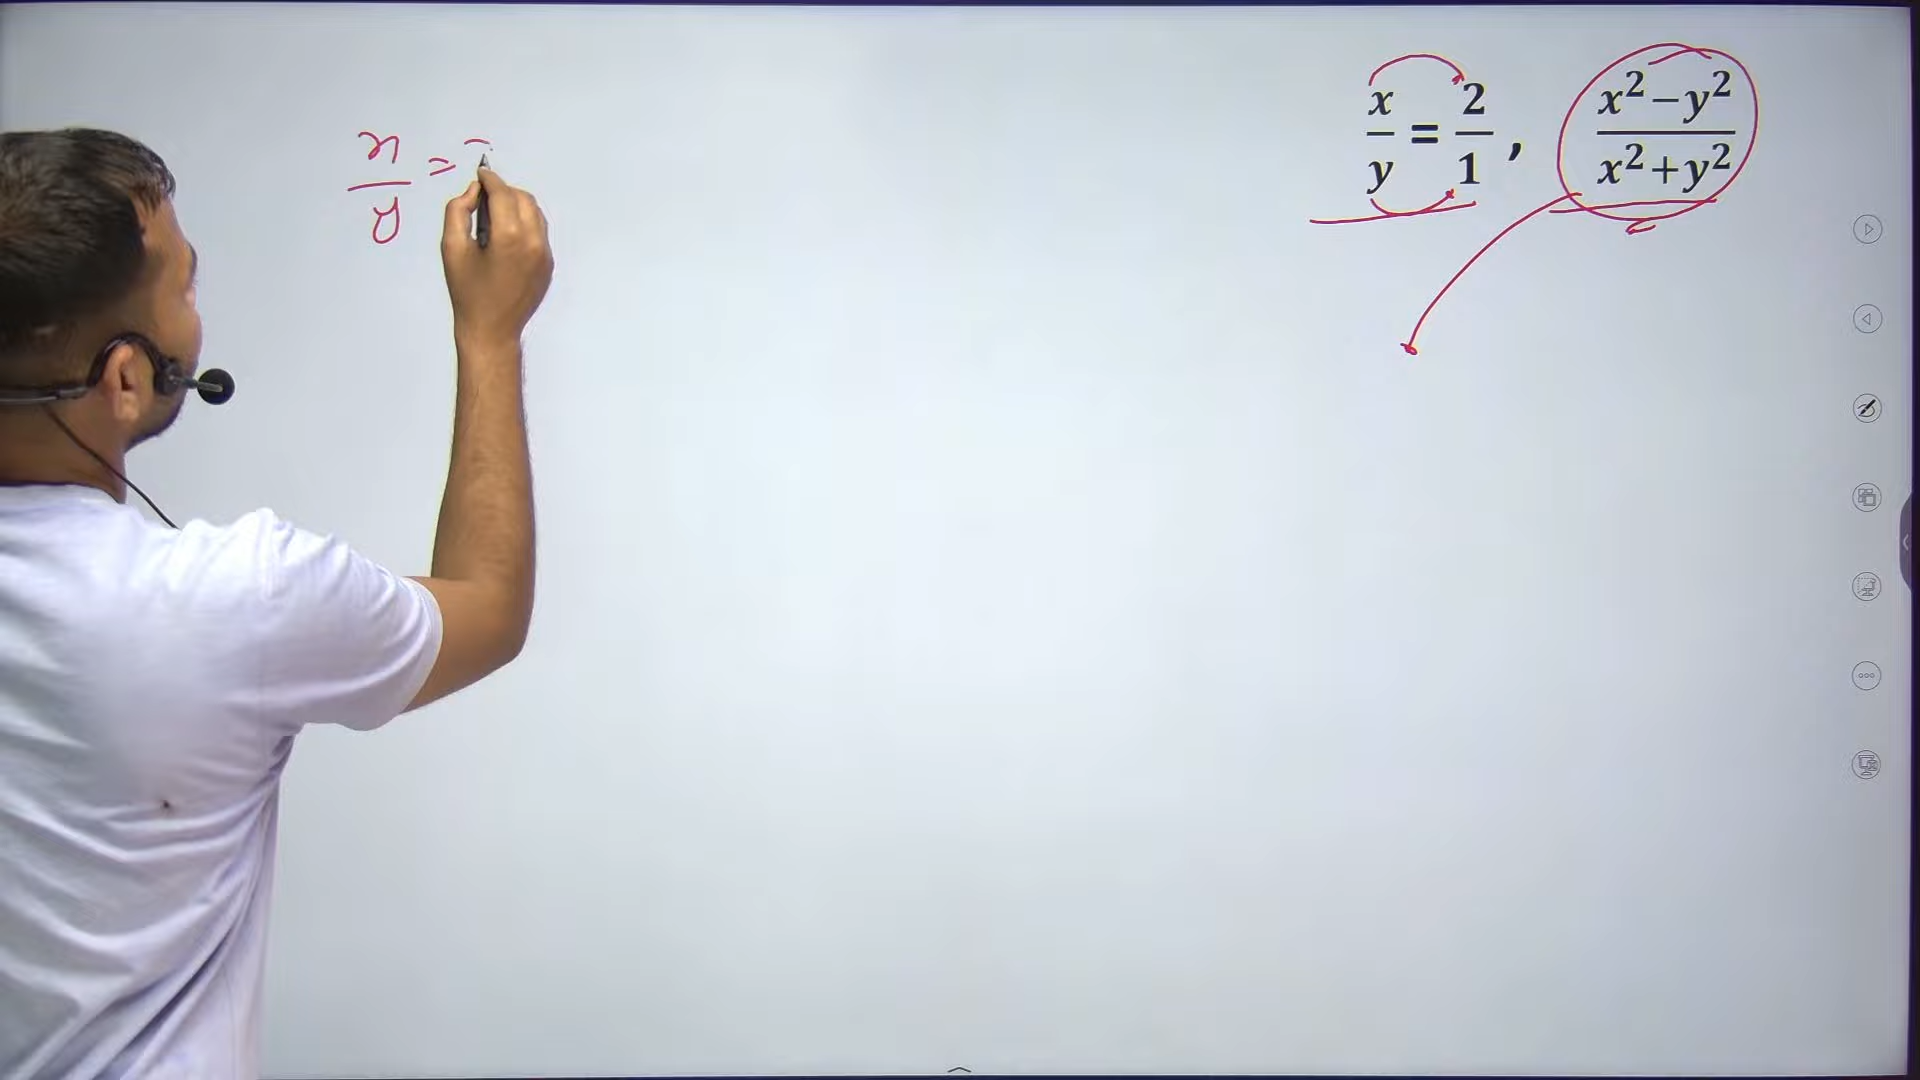 x/y = 2/1 , x²−y²/x²+y²
x/y =